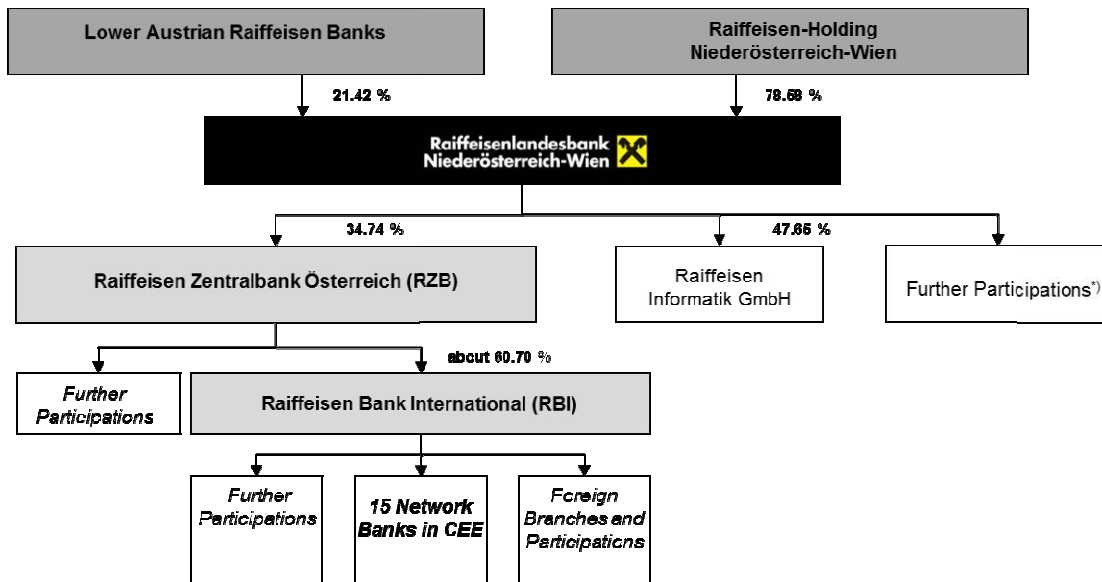 Lower Austrian Raiffeisen Banks
Raiffeisen-Holding
Niederösterreich-Wien
21.42 %
78.58 %
Raiffeisenlandesbank
Niederösterreich-Wien
34.74 %
47.65 %
Raiffeisen Zentralbank Österreich (RZB)
Raiffeisen
Informatik GmbH
Further Participations*)
about 60.70 %
Further
Participations
Raiffeisen Bank International (RBI)
Further
Participations
15 Network
Banks in CEE
Foreign
Branches and
Participations